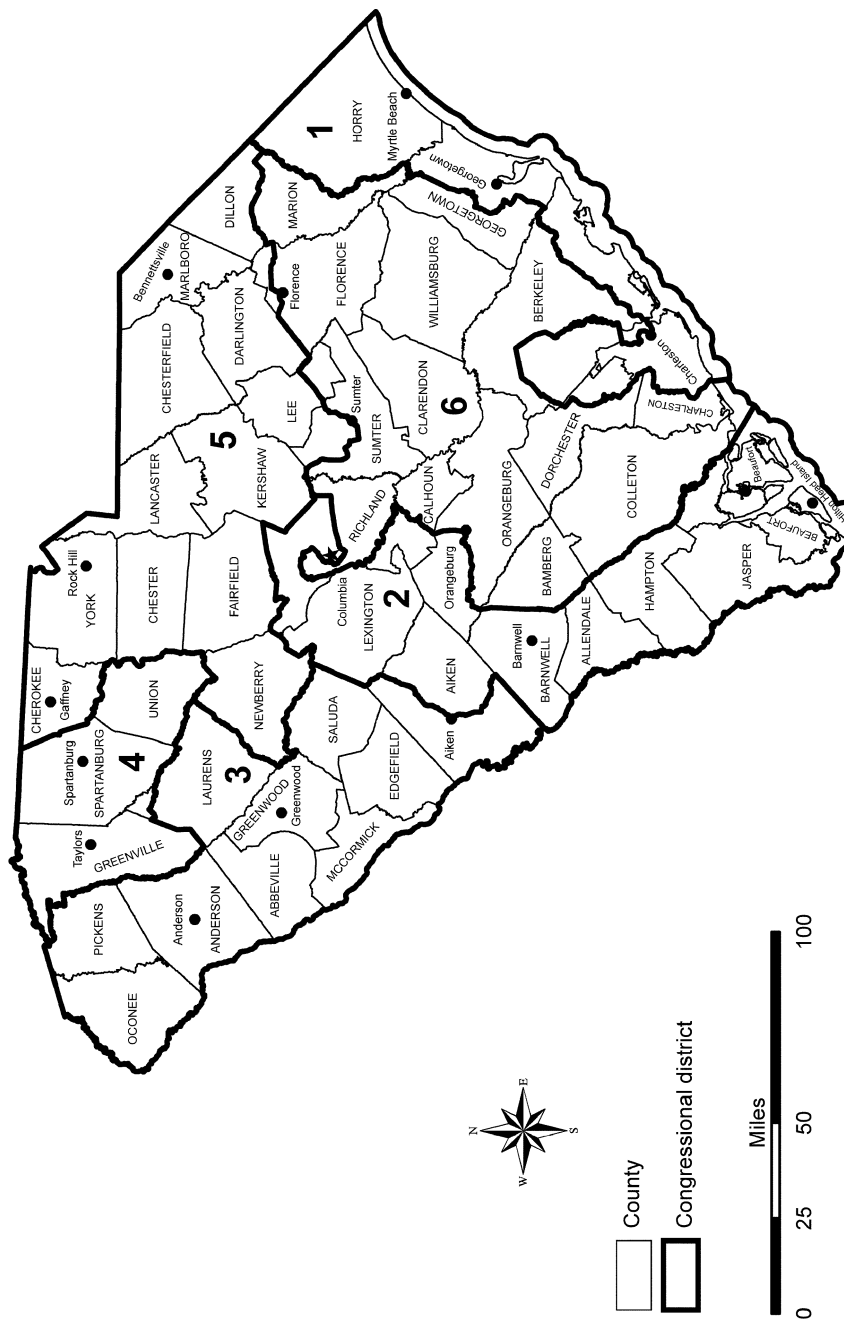 OCONEE
PICKENS
Anderson
ANDERSON
Taylors
GREENVILLE
Spartanburg
SPARTANBURG
4
CHEROKEE
Gaffney
UNION
Rock Hill
YORK
CHESTER
FAIRFIELD
LANCASTER
CHESTERFIELD
Bennettsville
MARLBORO
DILLON
DARLINGTON
5
KERSHAW
LEE
LAURENS
3
GREENWOOD
Greenwood
ABBEVILLE
MCCORMICK
NEWBERRY
SALUDA
EDGEFIELD
Aiken
AIKEN
Columbia
LEXINGTON
2
RICHLAND
Sumter
SUMTER
Florence
FLORENCE
MARION
1
HORRY
Myrtle Beach
Georgetown
GEORGETOWN
WILLIAMSBURG
CLARENDON
6
CALHOUN
Orangeburg
ORANGEBURG
BERKELEY
DORCHESTER
Charleston
CHARLESTON
COLLETON
BAMBERG
Barnwell
BARNWELL
ALLENDALE
HAMPTON
JASPER
Beaufort
BEAUFORT
Hilton Head Island
N
W
E
S
County
Congressional district
Miles
0
25
50
100